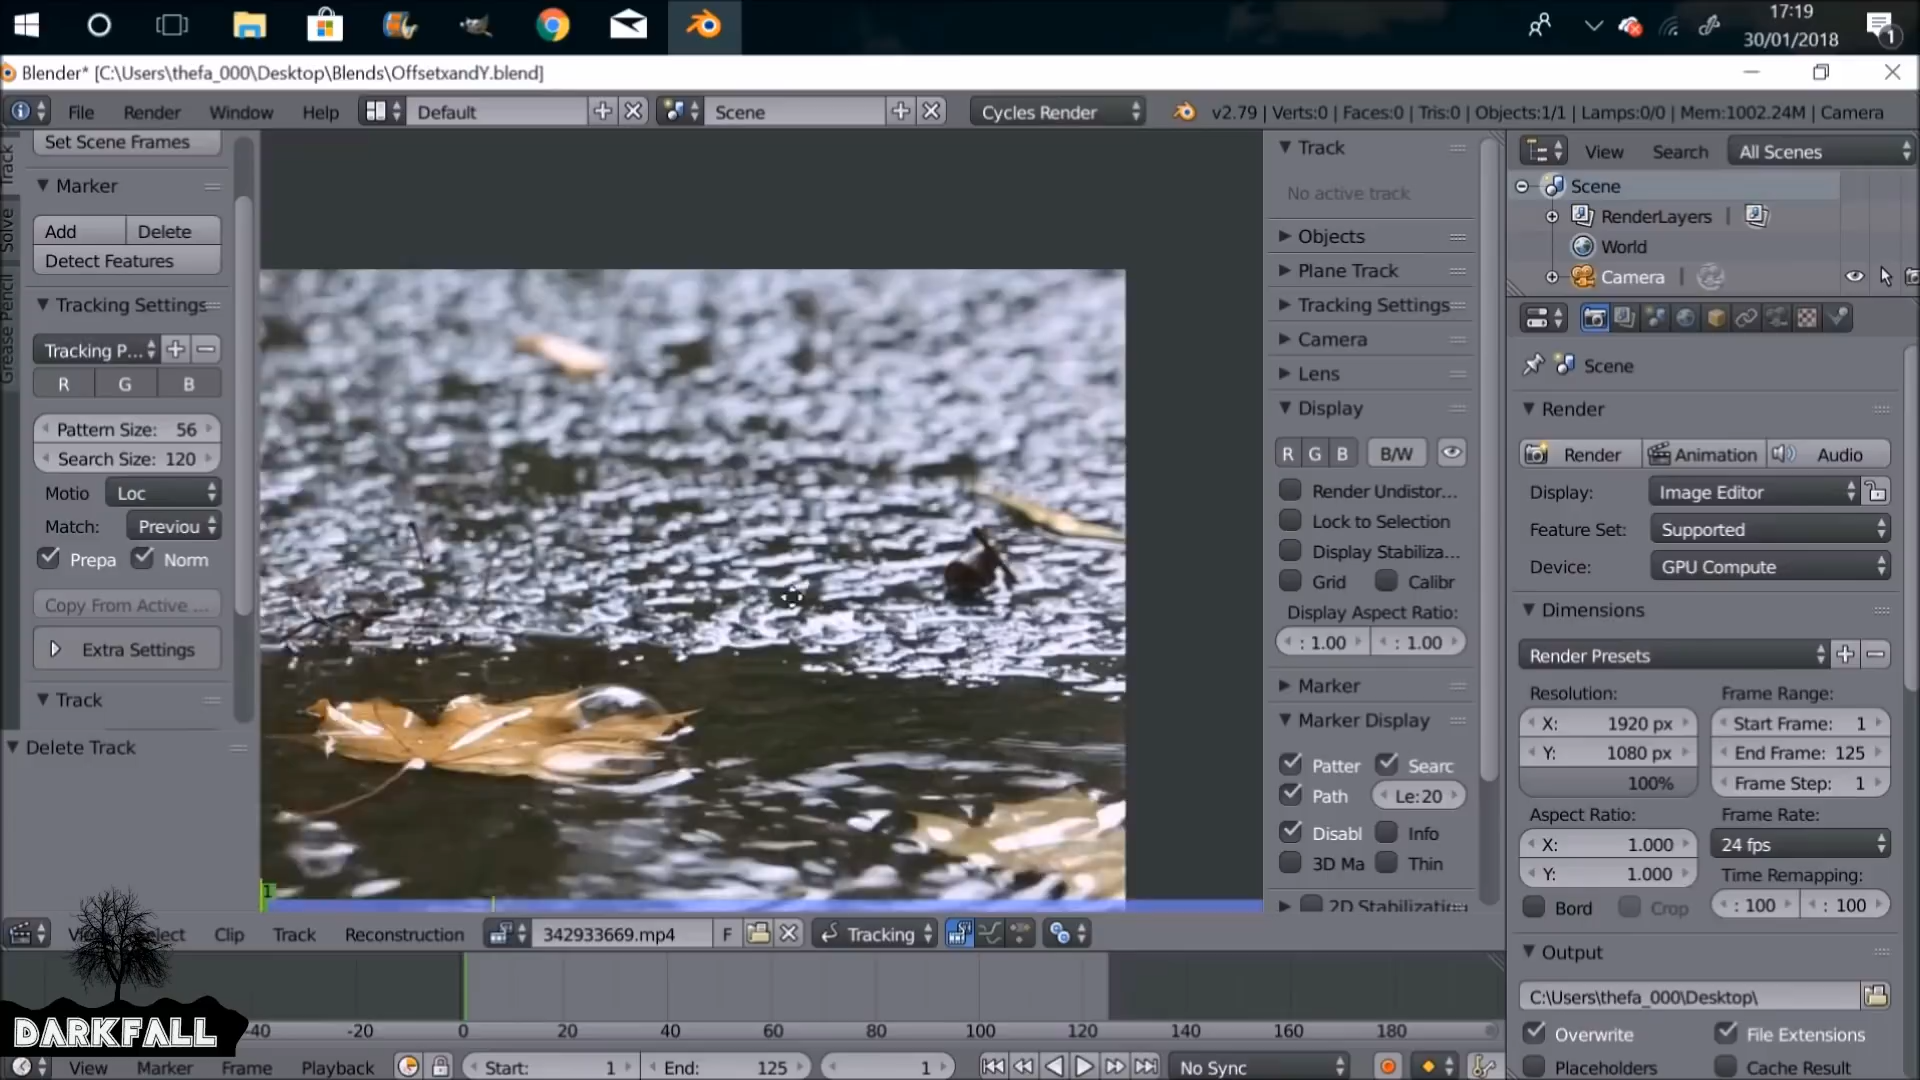 17:19
30/01/2018
1
Blender* [C:\Users\thefa_000\Desktop\Blends\OffsetxandY.blend]
File Render Window Help Default Scene Cycles Render v2.79 | Verts:0 | Faces:0 | Tris:0 | Objects:1/1 | Lamps:0/0 | Mem:1002.24M | Camera
Track
Solve
Grease Pencil
Set Scene Frames
Marker
Add Delete
Detect Features
Tracking Settings
Tracking P...
R G B
Pattern Size: 56
Search Size: 120
Motio Loc
Match: Previou
Prepa Norm
Copy From Active ...
Extra Settings
Track
Delete Track
1
Track
No active track
Objects
Plane Track
Tracking Settings
Camera
Lens
Display
R G B B/W
Render Undistor...
Lock to Selection
Display Stabiliza...
Grid Calibr
Display Aspect Ratio:
: 1.00 : 1.00
Marker
Marker Display
Patter Searc
Path Le:20
Disabl Info
3D Ma Thin
2D Stabilization
View Search All Scenes
Scene
RenderLayers |
World
Camera |
Scene
Render
Render Animation Audio
Display: Image Editor
Feature Set: Supported
Device: GPU Compute
Dimensions
Render Presets
Resolution: Frame Range:
X: 1920 px Start Frame: 1
Y: 1080 px End Frame: 125
100% Frame Step: 1
Aspect Ratio: Frame Rate:
X: 1.000 24 fps
Y: 1.000 Time Remapping:
Bord Crop : 100 : 100
Output
C:\Users\thefa_000\Desktop\
Overwrite File Extensions
Placeholders Cache Result
Clip Track Reconstruction 342933669.mp4 F Tracking
-40 -20 0 20 40 60 80 100 120 140 160 180
DARKFALL
View Marker Frame Playback Start: 1 End: 125 1 No Sync